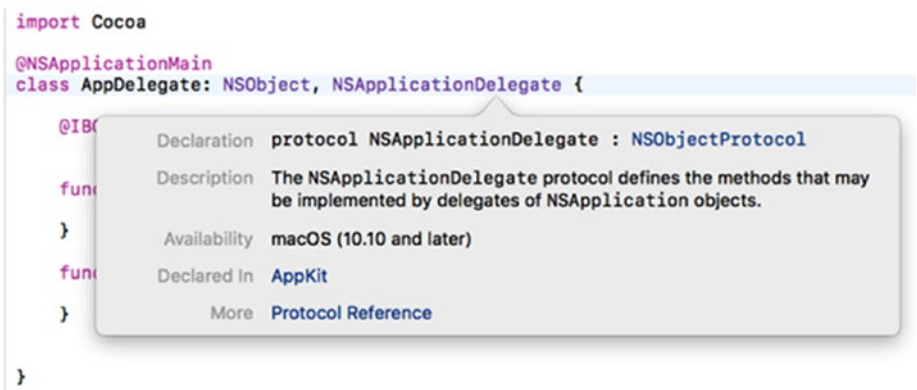 import Cocoa
@NSApplicationMain
class AppDelegate: NSObject, NSApplicationDelegate {
@IB
Declaration protocol NSApplicationDelegate : NSObjectProtocol
Description The NSApplicationDelegate protocol defines the methods that may
be implemented by delegates of NSApplication objects.
fun
}
Availability macOS (10.10 and later)
fun
Declared In AppKit
}
More Protocol Reference
}